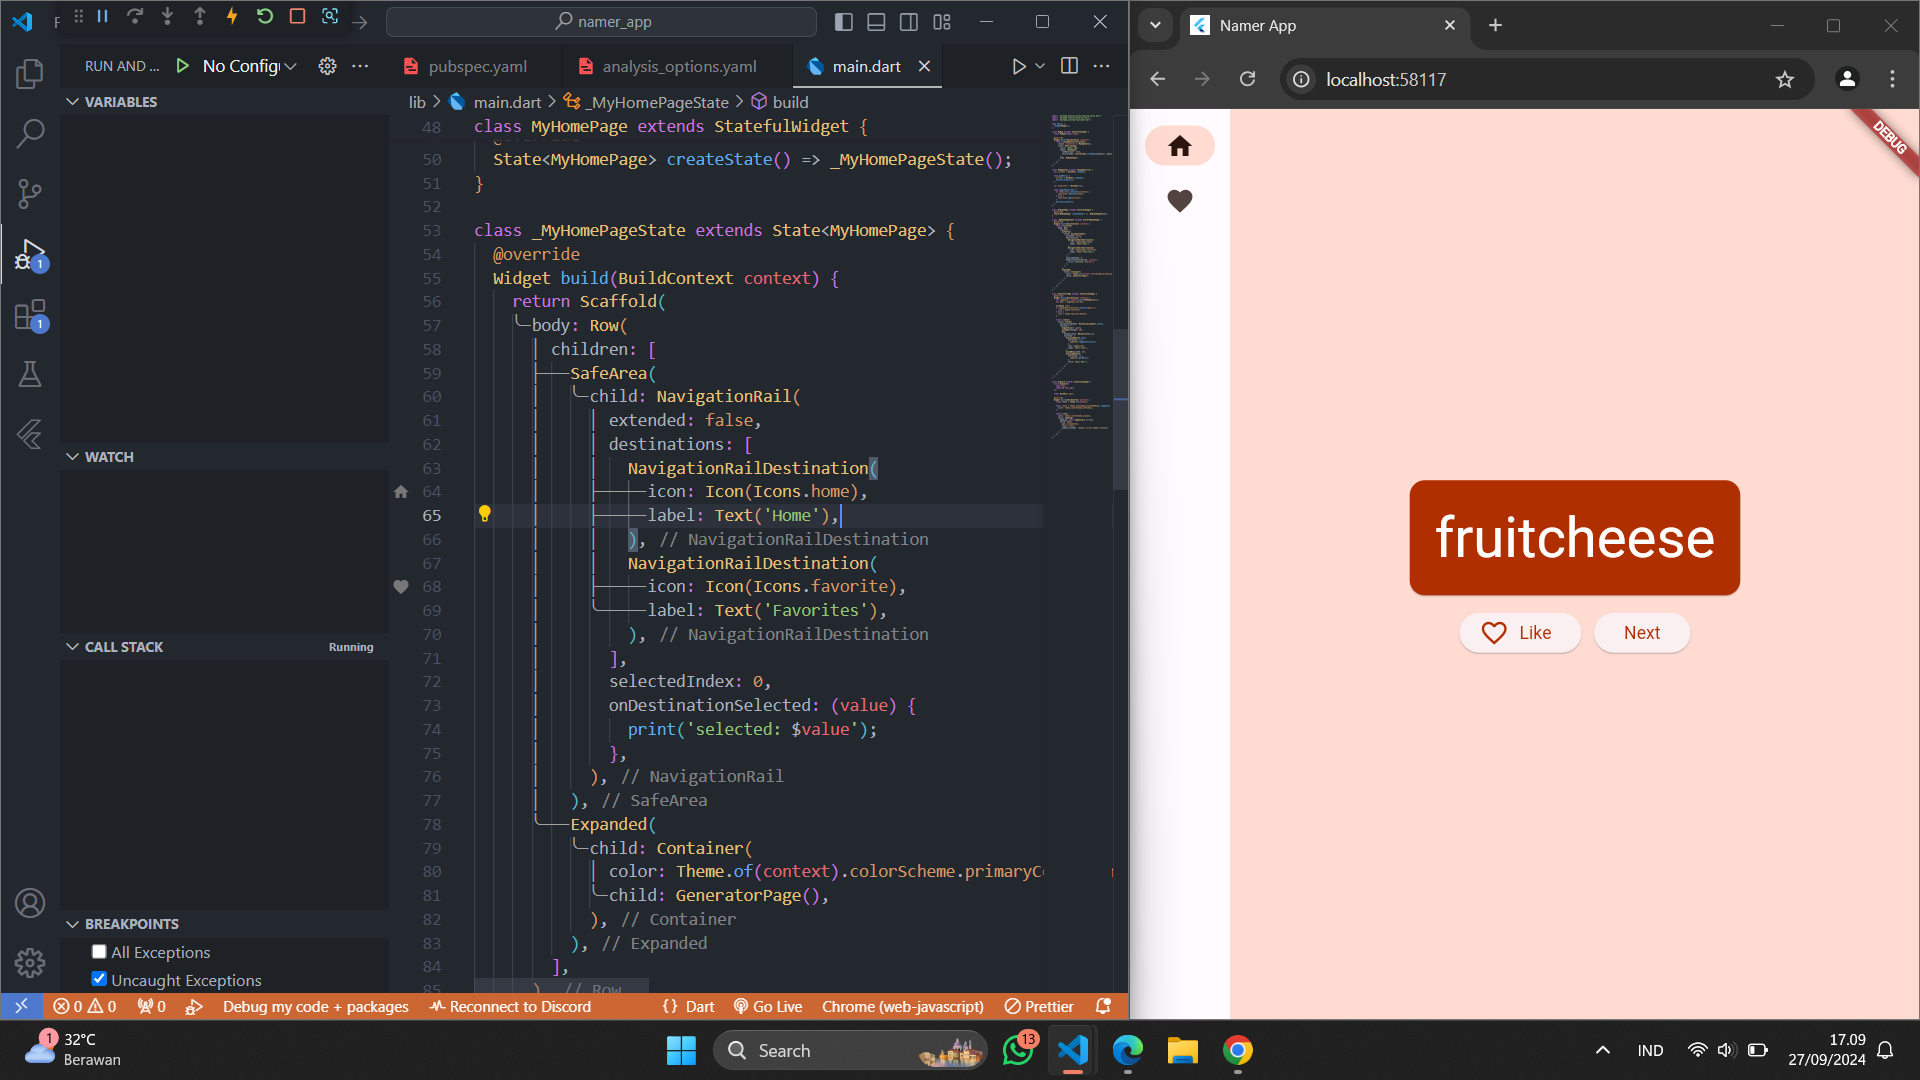 namer_app
RUN AND ...
No Config
pubspec.yaml
analysis_options.yaml
main.dart
VARIABLES
lib
main.dart
_MyHomePageState
build
48 class MyHomePage extends StatefulWidget {
50 State<MyHomePage> createState() => _MyHomePageState();
51 }
52
53 class _MyHomePageState extends State<MyHomePage> {
54 @override
55 Widget build(BuildContext context) {
56 return Scaffold(
57 body: Row(
58 children: [
59 SafeArea(
60 child: NavigationRail(
61 extended: false,
62 destinations: [
63 NavigationRailDestination(
64 icon: Icon(Icons.home),
65 label: Text('Home'),
66 ), // NavigationRailDestination
67 NavigationRailDestination(
68 icon: Icon(Icons.favorite),
69 label: Text('Favorites'),
70 ), // NavigationRailDestination
71 ],
72 selectedIndex: 0,
73 onDestinationSelected: (value) {
74 print('selected: $value');
75 },
76 ), // NavigationRail
77 ), // SafeArea
78 Expanded(
79 child: Container(
80 color: Theme.of(context).colorScheme.primaryC
81 child: GeneratorPage(),
82 ), // Container
83 ), // Expanded
84 ],
85 ) // Row
WATCH
CALL STACK
Running
BREAKPOINTS
All Exceptions
Uncaught Exceptions
1
1
0 0
0
Debug my code + packages
Reconnect to Discord
{ } Dart
Go Live
Chrome (web-javascript)
Prettier
Namer App
localhost:58117
DEBUG
fruitcheese
Like
Next
1
32°C
Berawan
Search
13
IND
17.09
27/09/2024